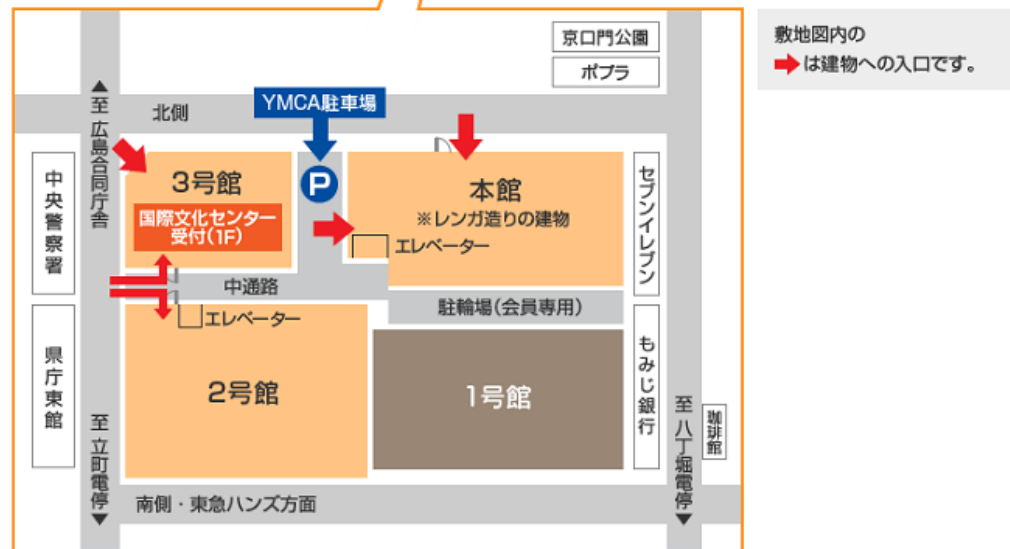 京口門公園
ポプラ
敷地図内の
➡は建物への入口です。
▲至 広島合同庁舎
北側
YMCA駐車場
中央警察署
3号館
国際文化センター
受付(1F)
P
本館
※レンガ造りの建物
エレベーター
セブンイレブン
中通路
駐輪場(会員専用)
エレベーター
県庁東館
2号館
1号館
もみじ銀行
至 立町電停▼
至 八丁堀電停▼
珈琲館
南側・東急ハンズ方面